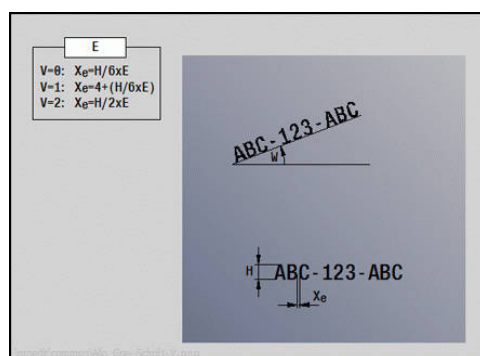 E
V=0: Xe=H/6xE
V=1: Xe=4+(H/6xE)
V=2: Xe=H/2xE
ABC-123-ABC
W
H
ABC-123-ABC
Xe